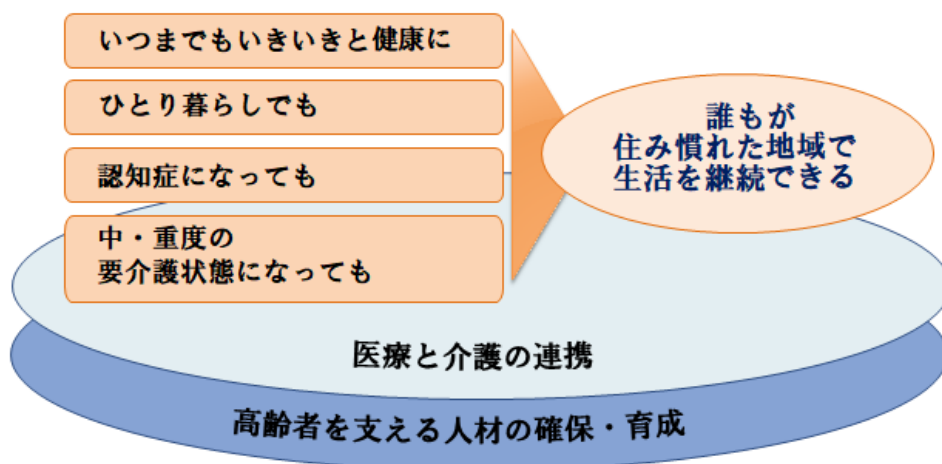 いつまでもいきいきと健康に
ひとり暮らしでも
認知症になっても
中・重度の
要介護状態になっても
誰もが
住み慣れた地域で
生活を継続できる
医療と介護の連携
高齢者を支える人材の確保・育成